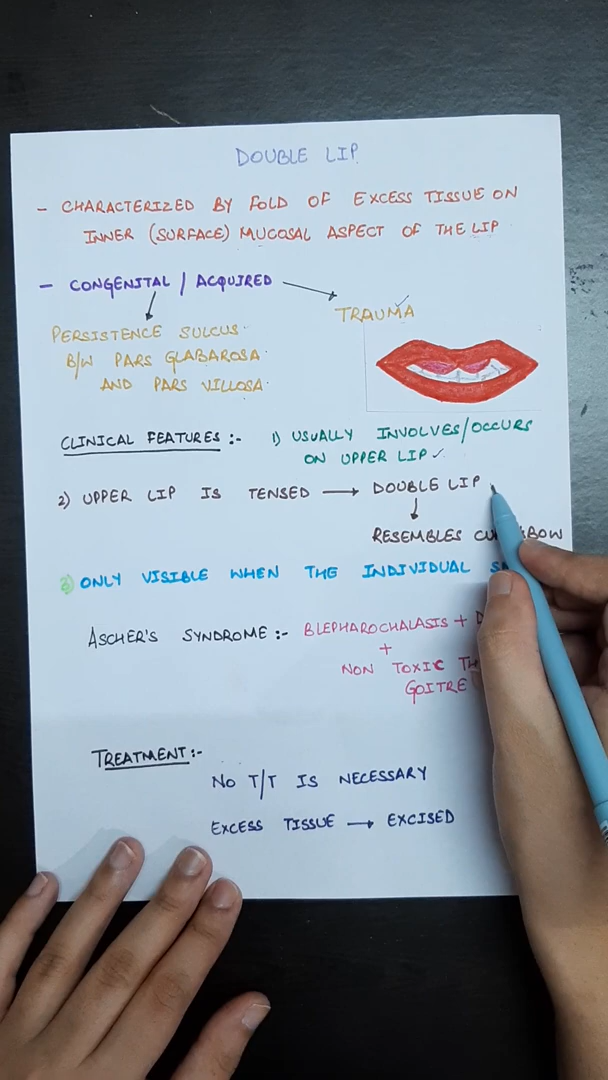 DOUBLE LIP
- CHARACTERIZED BY FOLD OF EXCESS TISSUE ON
INNER (SURFACE) MUCOSAL ASPECT OF THE LIP
- CONGENITAL / ACQUIRED
TRAUMA
PERSISTENCE SULCUS
B/W PARS GLABAROSA
AND PARS VILLOSA
CLINICAL FEATURES :- 1) USUALLY INVOLVES/OCCURS
ON UPPER LIP
2) UPPER LIP IS TENSED → DOUBLE LIP
RESEMBLES BOW
3) ONLY VISIBLE WHEN THE INDIVIDUAL
ASCHER'S SYNDROME :- BLEPHAROCHALASIS +
+
NON TOXIC
GOITRE
TREATMENT :-
NO T/T IS NECESSARY
EXCESS TISSUE → EXCISED